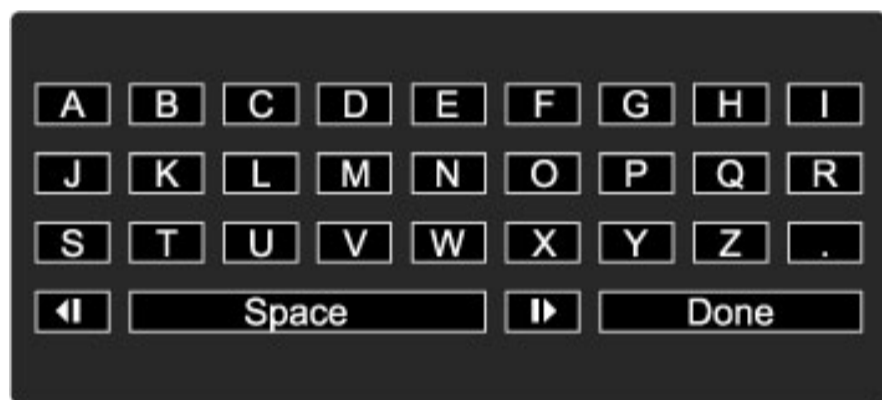 A B C D E F G H I
J K L M N O P Q R
S T U V W X Y Z .
Space Done